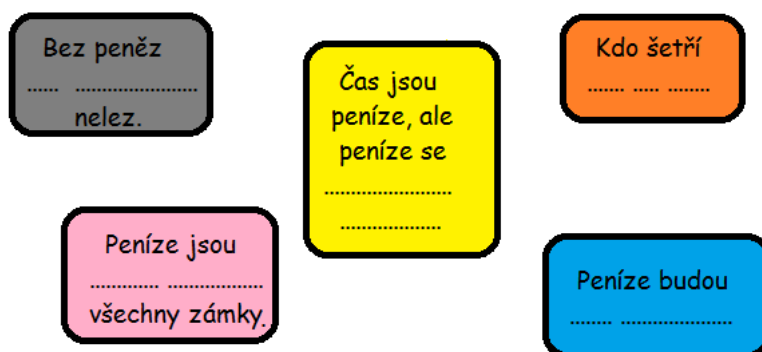 Bez peněz
...... .......................
nelez.
Čas jsou
peníze, ale
peníze se
........................
...................
Kdo šetří
....... ..... ........
Peníze jsou
............. ..................
všechny zámky.
Peníze budou
........ .....................